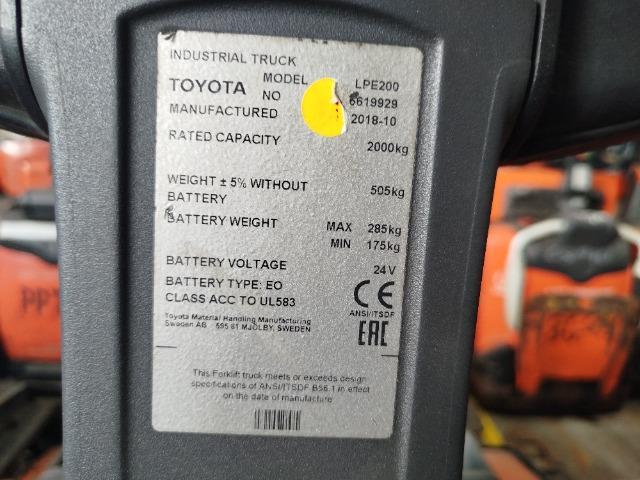 INDUSTRIAL TRUCK
TOYOTA MODEL LPE200
NO 6619929
MANUFACTURED 2018-10
RATED CAPACITY 2000kg
WEIGHT ± 5% WITHOUT BATTERY 505kg
BATTERY WEIGHT MAX 285kg
MIN 175kg
BATTERY VOLTAGE 24V
BATTERY TYPE: EO
CLASS ACC TO UL583
CE
ANSI/ITSDF
EAC
Toyota Material Handling Manufacturing
Sweden AB 595 81 MJÖLBY, SWEDEN
This Forklift truck meets or exceeds design
specifications of ANSI/ITSDF B56.1 in effect
on the date of manufacture
PPT